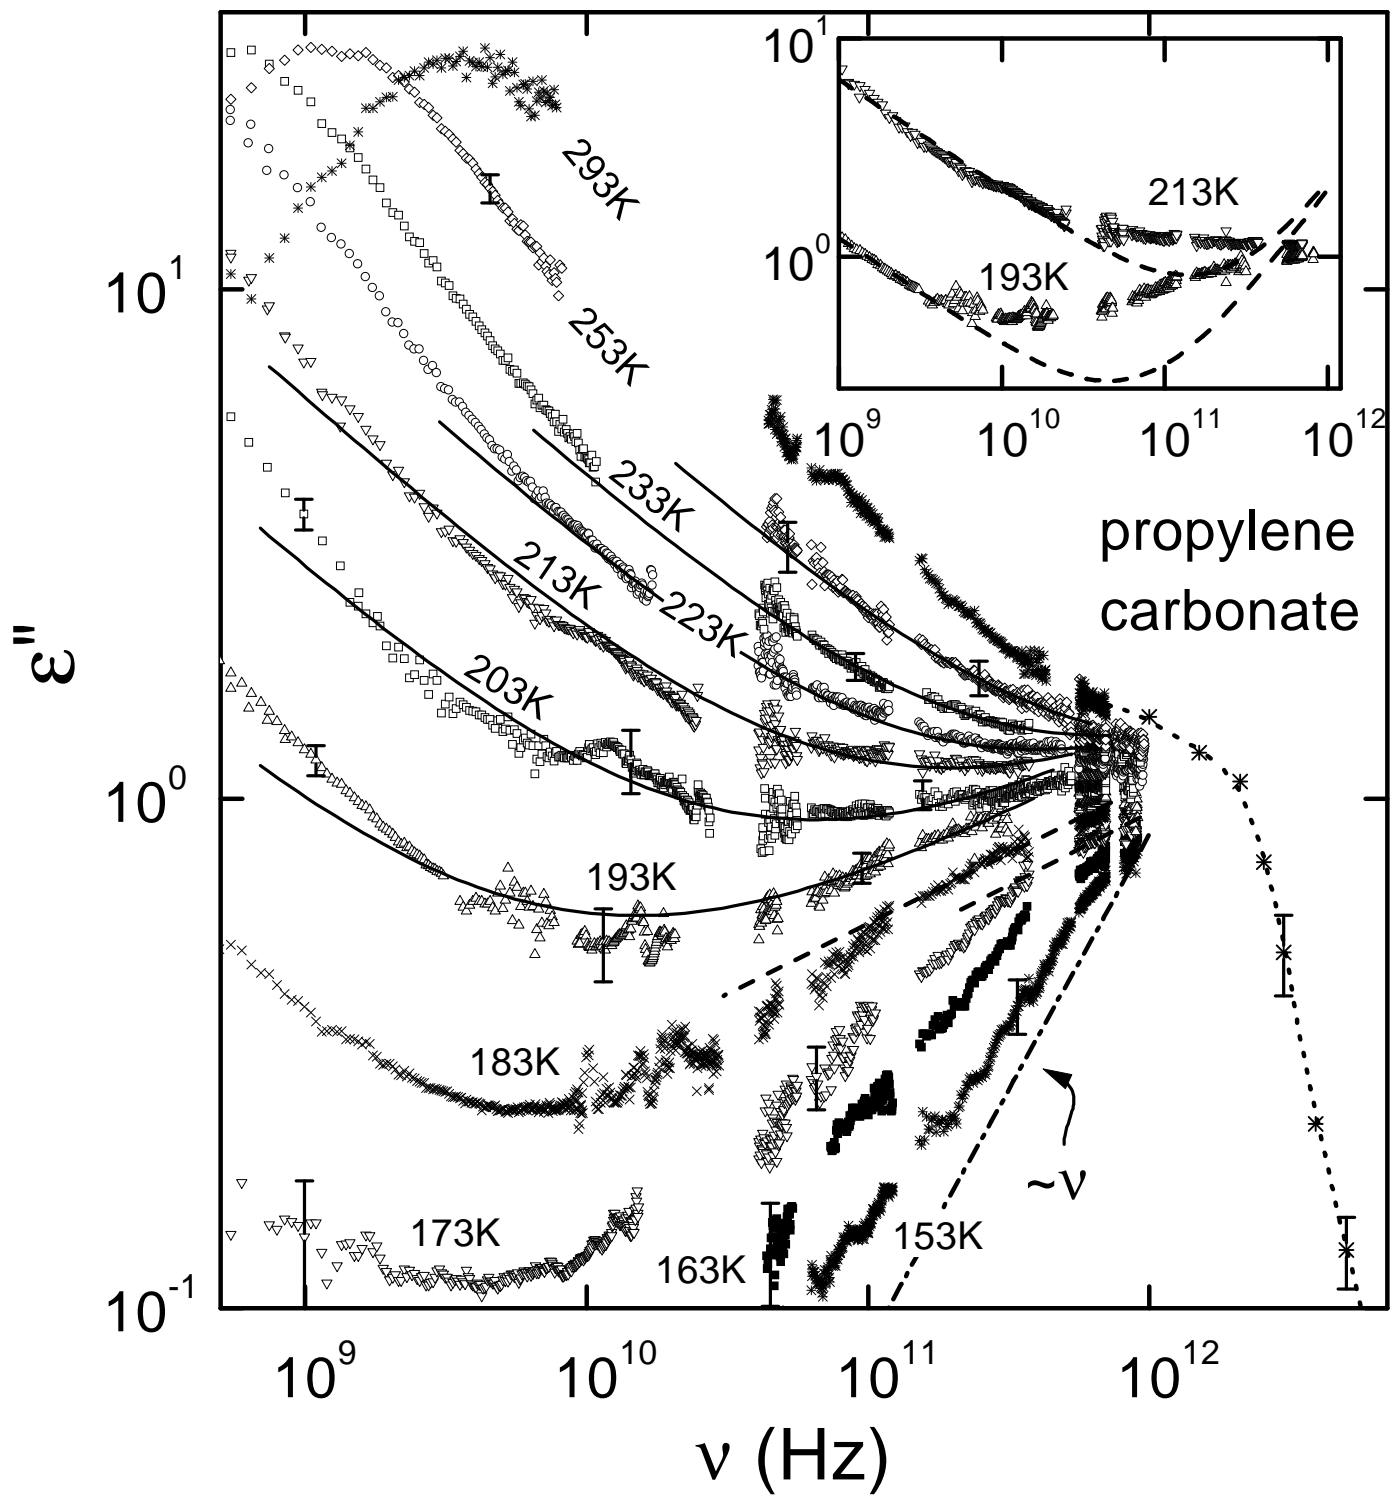 10¹
10⁰
10⁹ 10¹⁰ 10¹¹ 10¹²
213K
193K
293K
253K
233K
213K
223K
203K
193K
183K
173K
163K
153K
propylene
carbonate
~ν
ε"
10¹
10⁰
10⁻¹
10⁹ 10¹⁰ 10¹¹ 10¹²
ν (Hz)